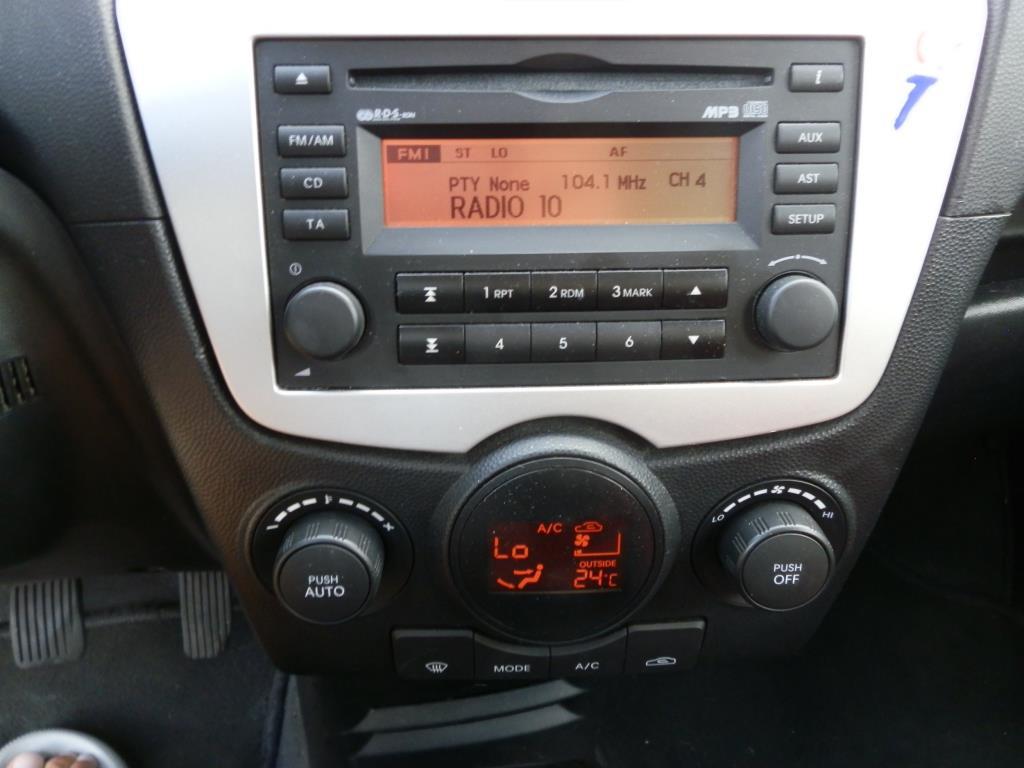 i
R·D·S-EON
MP3
FM/AM
CD
TA
FM1 ST LO AF
PTY None 104.1 MHz CH 4
RADIO 10
AUX
AST
SETUP
1 RPT 2 RDM 3 MARK
4 5 6
LO HI
PUSH
AUTO
A/C
Lo
OUTSIDE
24°C
PUSH
OFF
MODE A/C